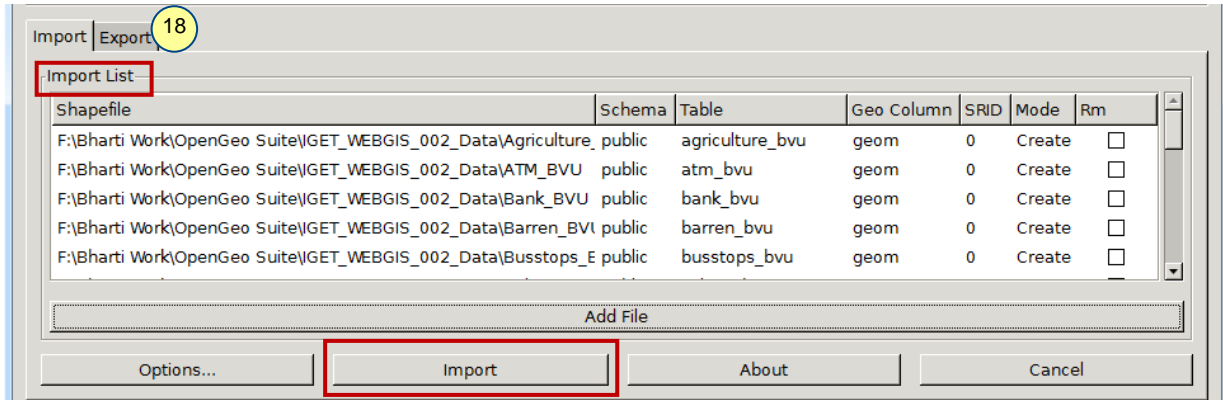 18
Import Export
Import List
Shapefile Schema Table Geo Column SRID Mode Rm
F:\Bharti Work\OpenGeo Suite\IGET_WEBGIS_002_Data\Agriculture_ public agriculture_bvu geom 0 Create
F:\Bharti Work\OpenGeo Suite\IGET_WEBGIS_002_Data\ATM_BVU public atm_bvu geom 0 Create
F:\Bharti Work\OpenGeo Suite\IGET_WEBGIS_002_Data\Bank_BVU public bank_bvu geom 0 Create
F:\Bharti Work\OpenGeo Suite\IGET_WEBGIS_002_Data\Barren_BV public barren_bvu geom 0 Create
F:\Bharti Work\OpenGeo Suite\IGET_WEBGIS_002_Data\Busstops_ public busstops_bvu geom 0 Create
Add File
Options... Import About Cancel